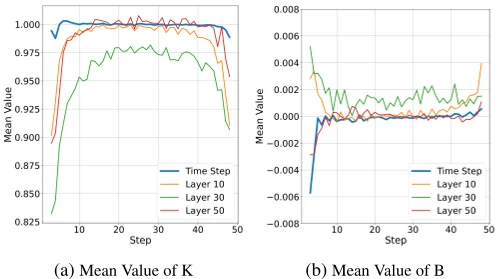 1.000
0.975
0.950
0.925
0.900
0.875
0.850
0.825
Mean Value
10 20 30 40 50
Step
Time Step
Layer 10
Layer 30
Layer 50
(a) Mean Value of K
0.008
0.006
0.004
0.002
0.000
−0.002
−0.004
−0.006
−0.008
Mean Value
10 20 30 40 50
Step
Time Step
Layer 10
Layer 30
Layer 50
(b) Mean Value of B